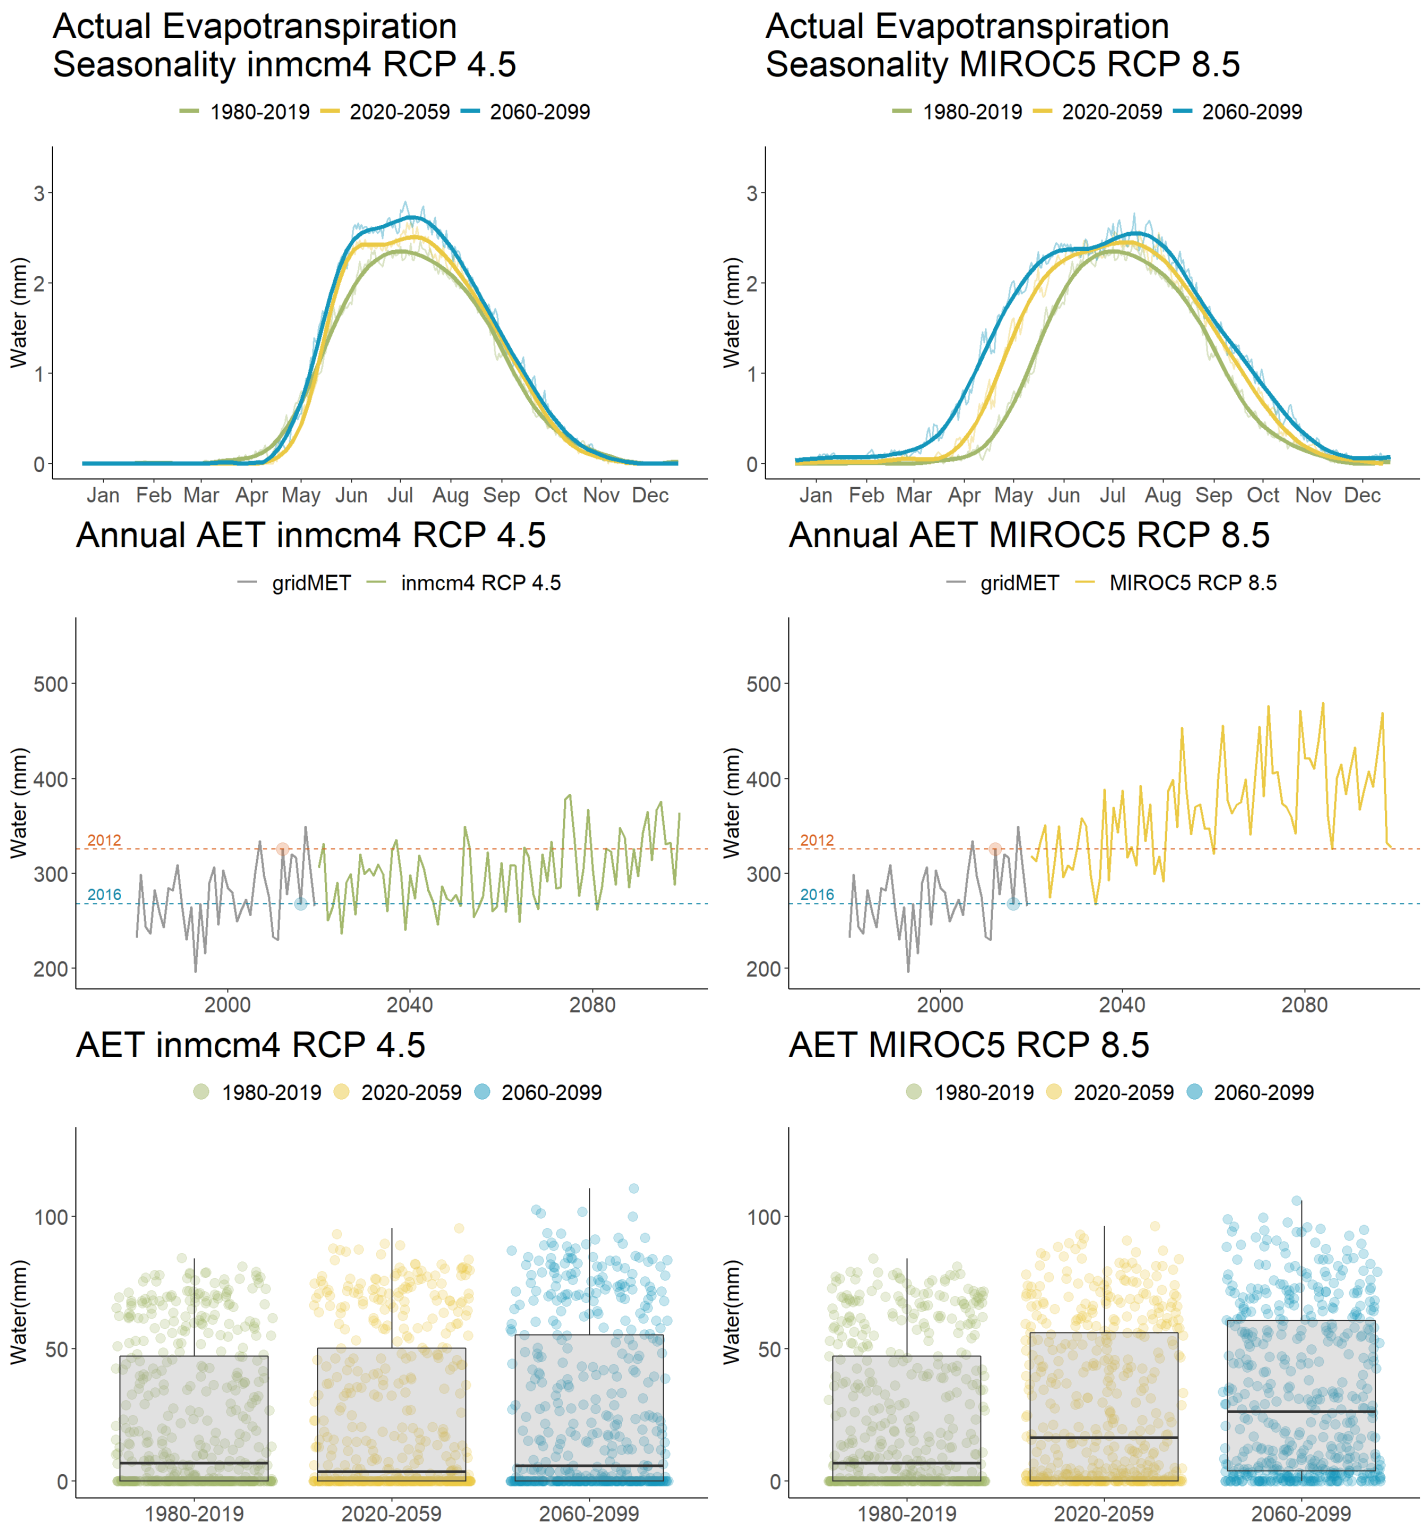 Actual Evapotranspiration
Seasonality inmcm4 RCP 4.5
1980-2019 2020-2059 2060-2099
Water (mm)
3
2
1
0
Jan Feb Mar Apr May Jun Jul Aug Sep Oct Nov Dec
Actual Evapotranspiration
Seasonality MIROC5 RCP 8.5
1980-2019 2020-2059 2060-2099
Water (mm)
3
2
1
0
Jan Feb Mar Apr May Jun Jul Aug Sep Oct Nov Dec
Annual AET inmcm4 RCP 4.5
gridMET inmcm4 RCP 4.5
Water (mm)
500
400
300
200
2012
2016
2000 2040 2080
Annual AET MIROC5 RCP 8.5
gridMET MIROC5 RCP 8.5
Water (mm)
500
400
300
200
2012
2016
2000 2040 2080
AET inmcm4 RCP 4.5
1980-2019 2020-2059 2060-2099
Water(mm)
100
50
0
1980-2019 2020-2059 2060-2099
AET MIROC5 RCP 8.5
1980-2019 2020-2059 2060-2099
Water(mm)
100
50
0
1980-2019 2020-2059 2060-2099